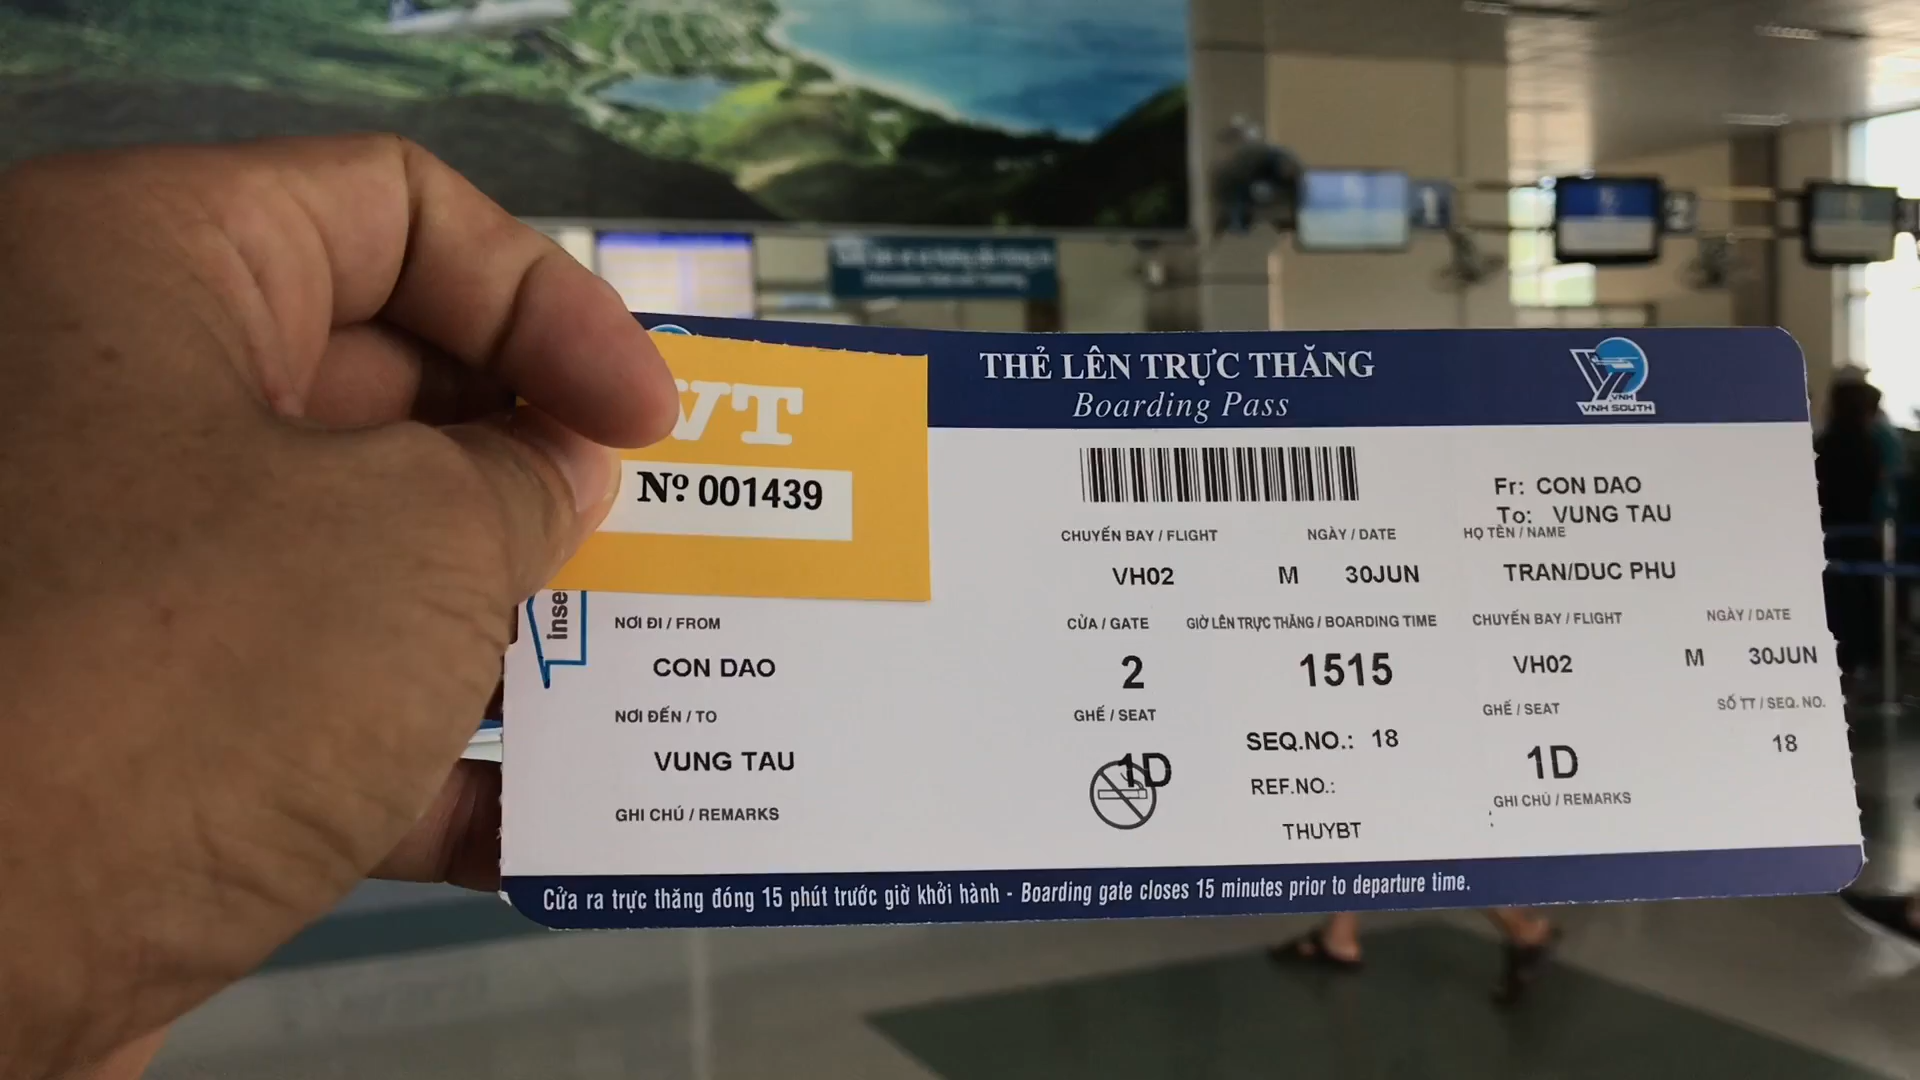 THẺ LÊN TRỰC THĂNG
Boarding Pass
VNH
VNH SOUTH
VT
Nº 001439
Fr: CON DAO
To: VUNG TAU
CHUYẾN BAY / FLIGHT
NGÀY / DATE
HỌ TÊN / NAME
VH02
M
30JUN
TRAN/DUC PHU
inse
NƠI ĐI / FROM
CỬA / GATE
GIỜ LÊN TRỰC THĂNG / BOARDING TIME
CHUYẾN BAY / FLIGHT
NGÀY / DATE
CON DAO
2
1515
VH02
M
30JUN
NƠI ĐẾN / TO
GHẾ / SEAT
GHẾ / SEAT
SỐ TT / SEQ. NO.
VUNG TAU
1D
SEQ.NO.: 18
1D
18
REF.NO.:
GHI CHÚ / REMARKS
GHI CHÚ / REMARKS
THUYBT
:
Cửa ra trực thăng đóng 15 phút trước giờ khởi hành - Boarding gate closes 15 minutes prior to departure time.
1
2